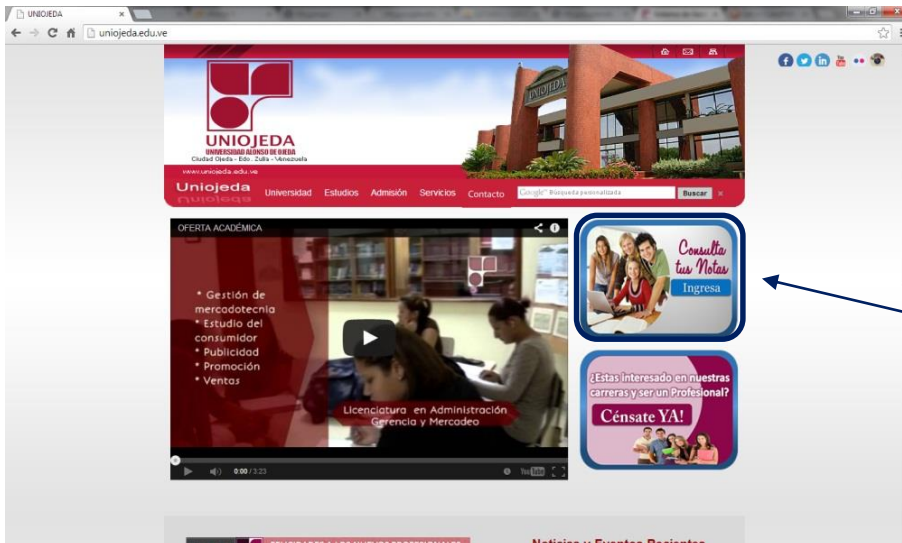 UNIOJEDA
uniojeda.edu.ve
UNIOJEDA
UNIVERSIDAD ALONSO DE OJEDA
Ciudad Ojeda - Edo. Zulia - Venezuela
UNIOJEDA
www.uniojeda.edu.ve
Uniojeda
Universidad Estudios Admisión Servicios Contacto Google™ Búsqueda personalizada Buscar ×
OFERTA ACADÉMICA
* Gestión de
mercadotecnia
* Estudio del
consumidor
* Publicidad
* Promoción
* Ventas
Licenciatura en Administración
Gerencia y Mercadeo
0:00 / 3:23
YouTube
Consulta
tus Notas
Ingresa
¿Estas interesado en nuestras
carreras y ser un Profesional?
Cénsate YA!
Noticias y Eventos Recientes